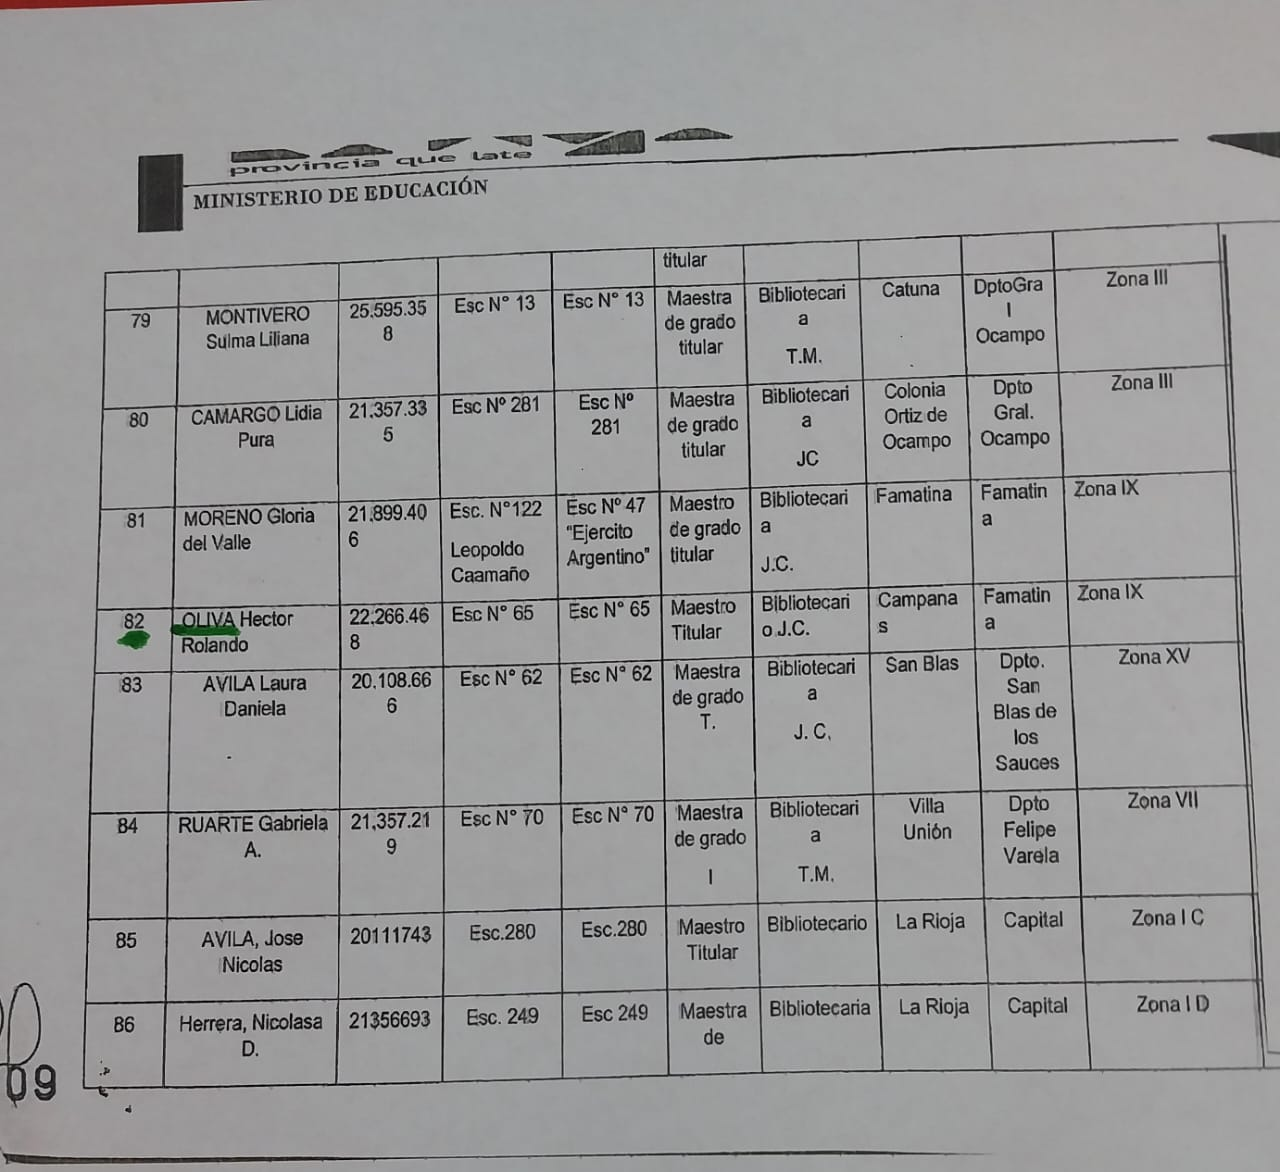 provincia que late
MINISTERIO DE EDUCACIÓN
titular
79 MONTIVERO Sulma Liliana 25.595.358 Esc N° 13 Esc N° 13 Maestra de grado titular Bibliotecaria T.M. Catuna DptoGral Ocampo Zona III
80 CAMARGO Lidia Pura 21.357.335 Esc Nº 281 Esc Nº 281 Maestra de grado titular Bibliotecaria JC Colonia Ortiz de Ocampo Dpto Gral. Ocampo Zona III
81 MORENO Gloria del Valle 21.899.406 Esc. N°122 Leopoldo Caamaño Esc Nº 47 "Ejercito Argentino" Maestro de grado titular Bibliotecaria J.C. Famatina Famatina Zona IX
82 OLIVA Hector Rolando 22.266.468 Esc N° 65 Esc N° 65 Maestro Titular Bibliotecario J.C. Campanas Famatina Zona IX
83 AVILA Laura Daniela 20.108.666 Esc N° 62 Esc N° 62 Maestra de grado T. Bibliotecaria J. C. San Blas Dpto. San Blas de los Sauces Zona XV
84 RUARTE Gabriela A. 21.357.219 Esc N° 70 Esc N° 70 Maestra de grado I Bibliotecaria T.M. Villa Unión Dpto Felipe Varela Zona VII
85 AVILA, Jose Nicolas 20111743 Esc.280 Esc.280 Maestro Titular Bibliotecario La Rioja Capital Zona I C
86 Herrera, Nicolasa D. 21356693 Esc. 249 Esc 249 Maestra de Bibliotecaria La Rioja Capital Zona I D
09